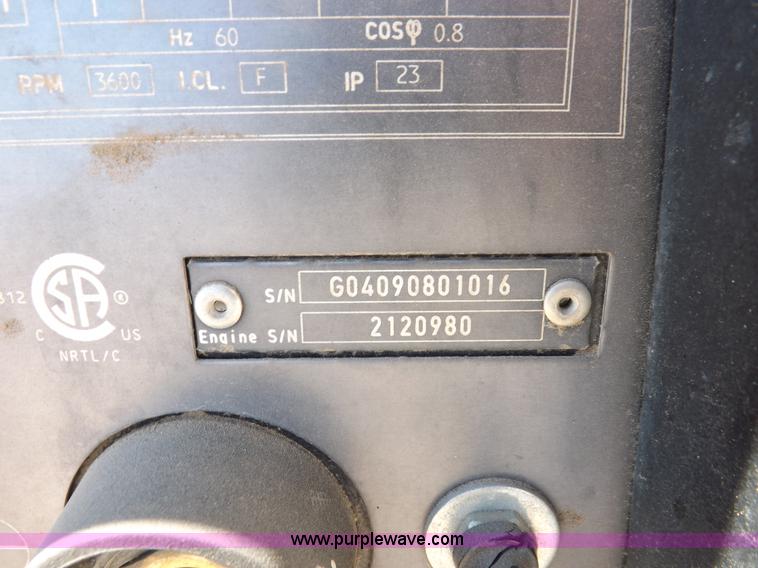 Hz 60 COSφ 0.8
RPM 3600 I.CL. F IP 23
S/N G04090801016
Engine S/N 2120980
312 SA ®
C US
NRTL/C
www.purplewave.com